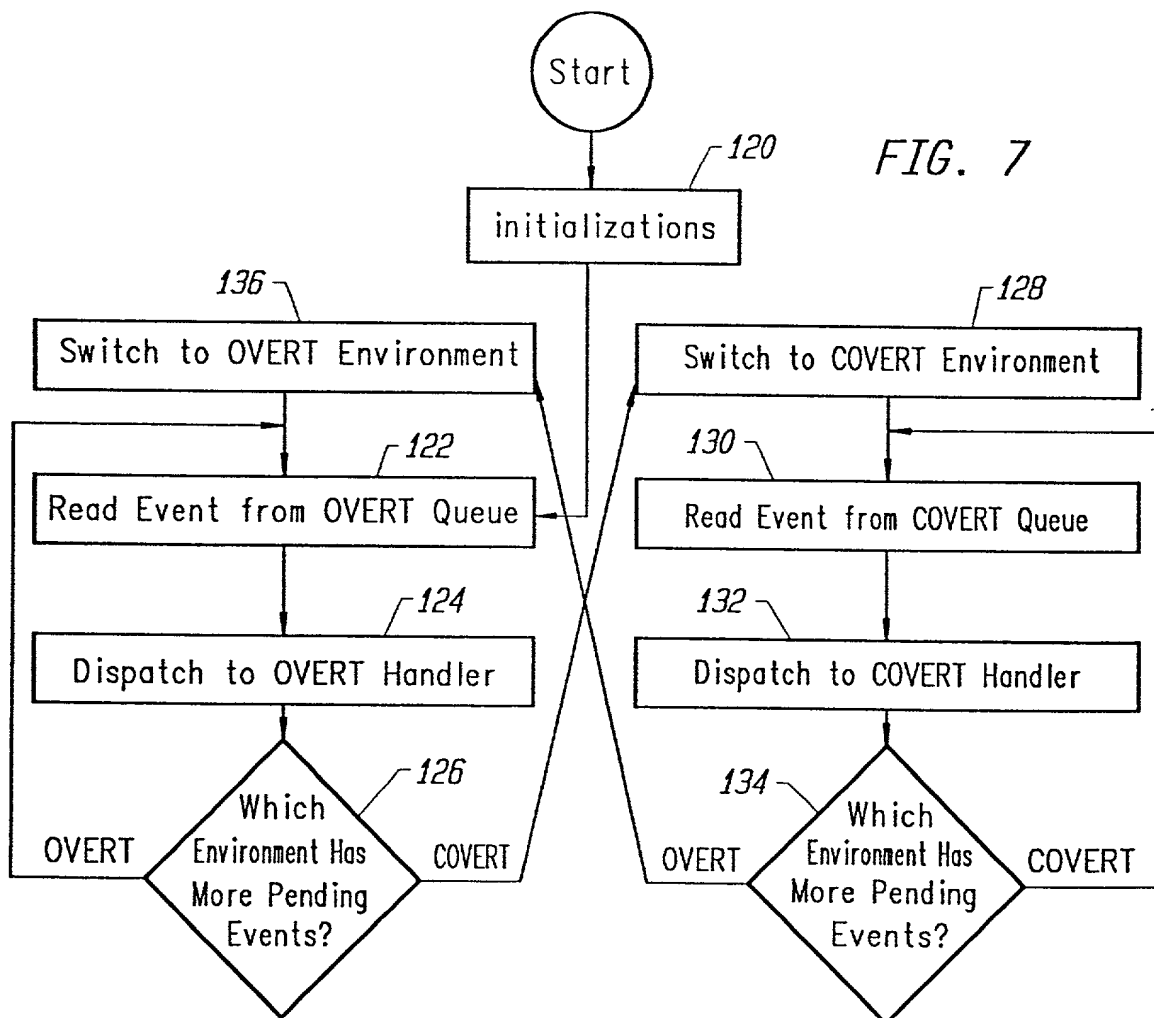 Start
120
FIG. 7
initializations
136
128
Switch to OVERT Environment
Switch to COVERT Environment
122
130
Read Event from OVERT Queue
Read Event from COVERT Queue
124
132
Dispatch to OVERT Handler
Dispatch to COVERT Handler
126
134
Which
Environment Has
More Pending
Events?
OVERT
COVERT
Which
Environment Has
More Pending
Events?
OVERT
COVERT